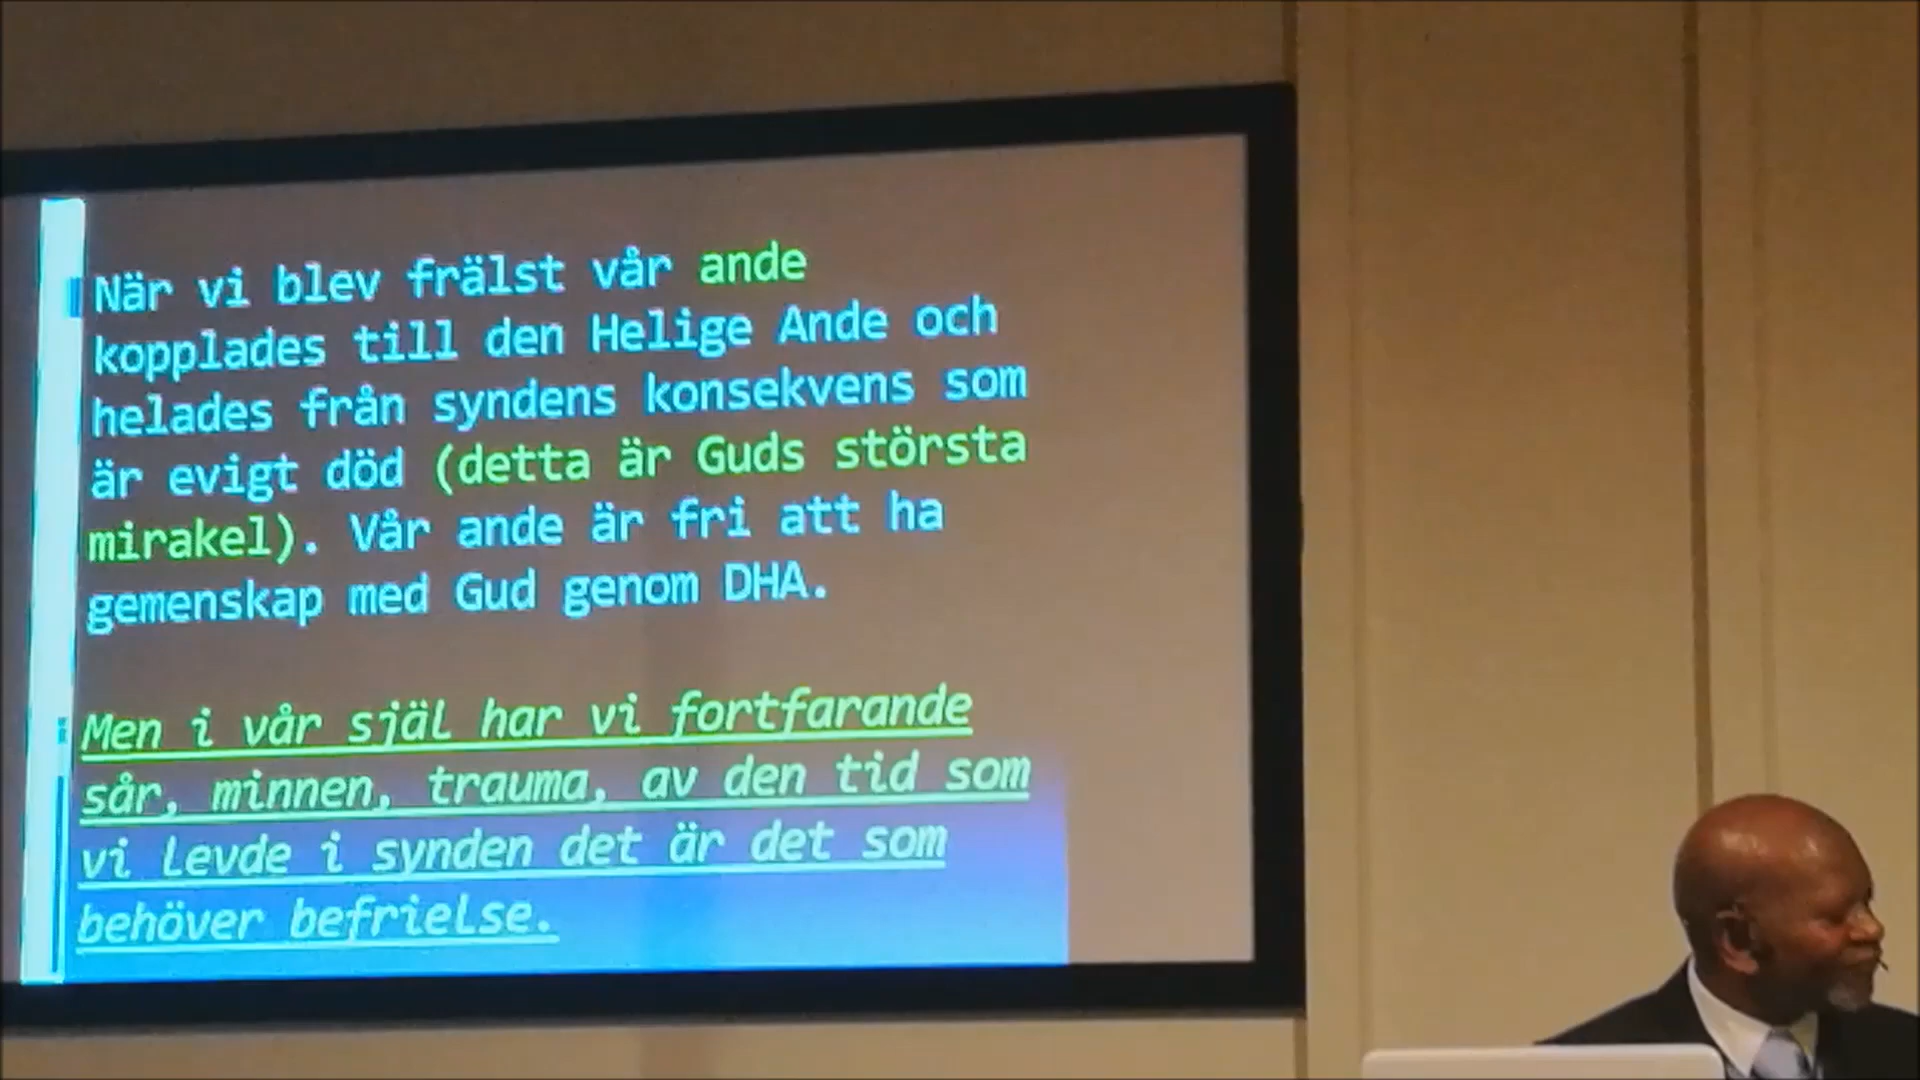 När vi blev frälst vår ande
kopplades till den Helige Ande och
helades från syndens konsekvens som
är evigt död (detta är Guds största
mirakel). Vår ande är fri att ha
gemenskap med Gud genom DHA.
Men i vår själ har vi fortfarande
sår, minnen, trauma, av den tid som
vi levde i synden det är det som
behöver befrielse.